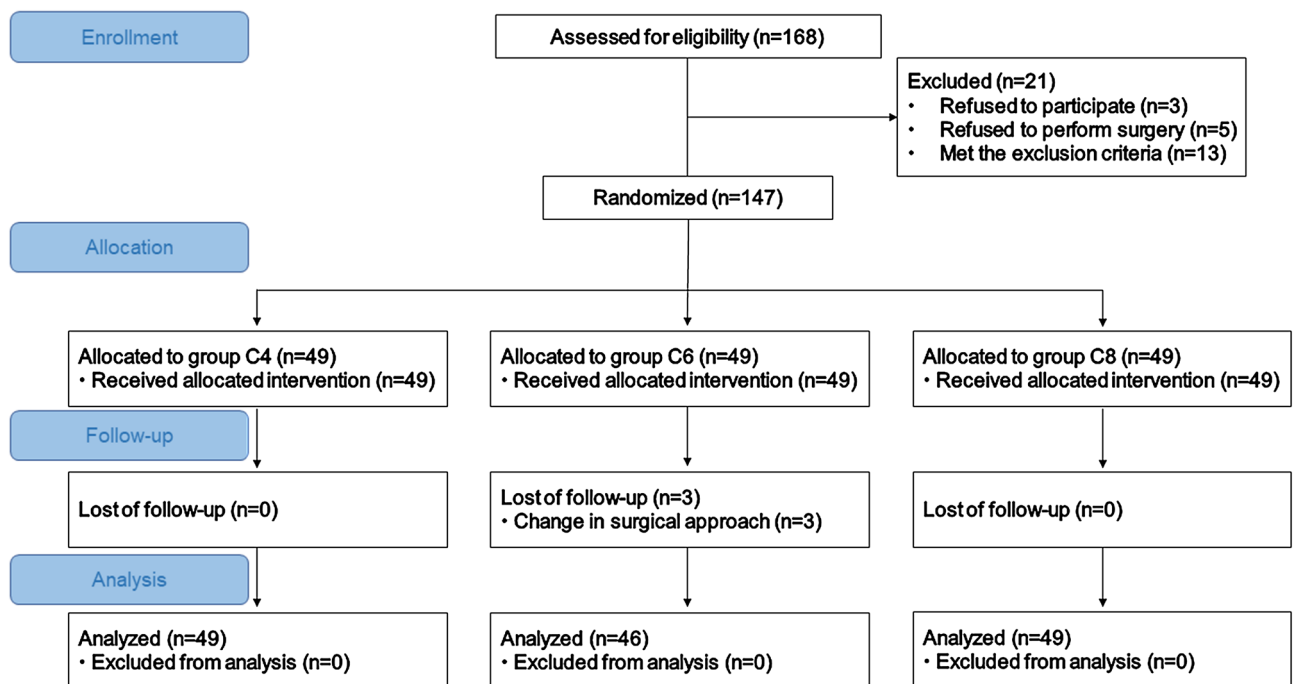 Enrollment
Assessed for eligibility (n=168)
Excluded (n=21)
• Refused to participate (n=3)
• Refused to perform surgery (n=5)
• Met the exclusion criteria (n=13)
Randomized (n=147)
Allocation
Allocated to group C4 (n=49)
• Received allocated intervention (n=49)
Allocated to group C6 (n=49)
• Received allocated intervention (n=49)
Allocated to group C8 (n=49)
• Received allocated intervention (n=49)
Follow-up
Lost of follow-up (n=0)
Lost of follow-up (n=3)
• Change in surgical approach (n=3)
Lost of follow-up (n=0)
Analysis
Analyzed (n=49)
• Excluded from analysis (n=0)
Analyzed (n=46)
• Excluded from analysis (n=0)
Analyzed (n=49)
• Excluded from analysis (n=0)